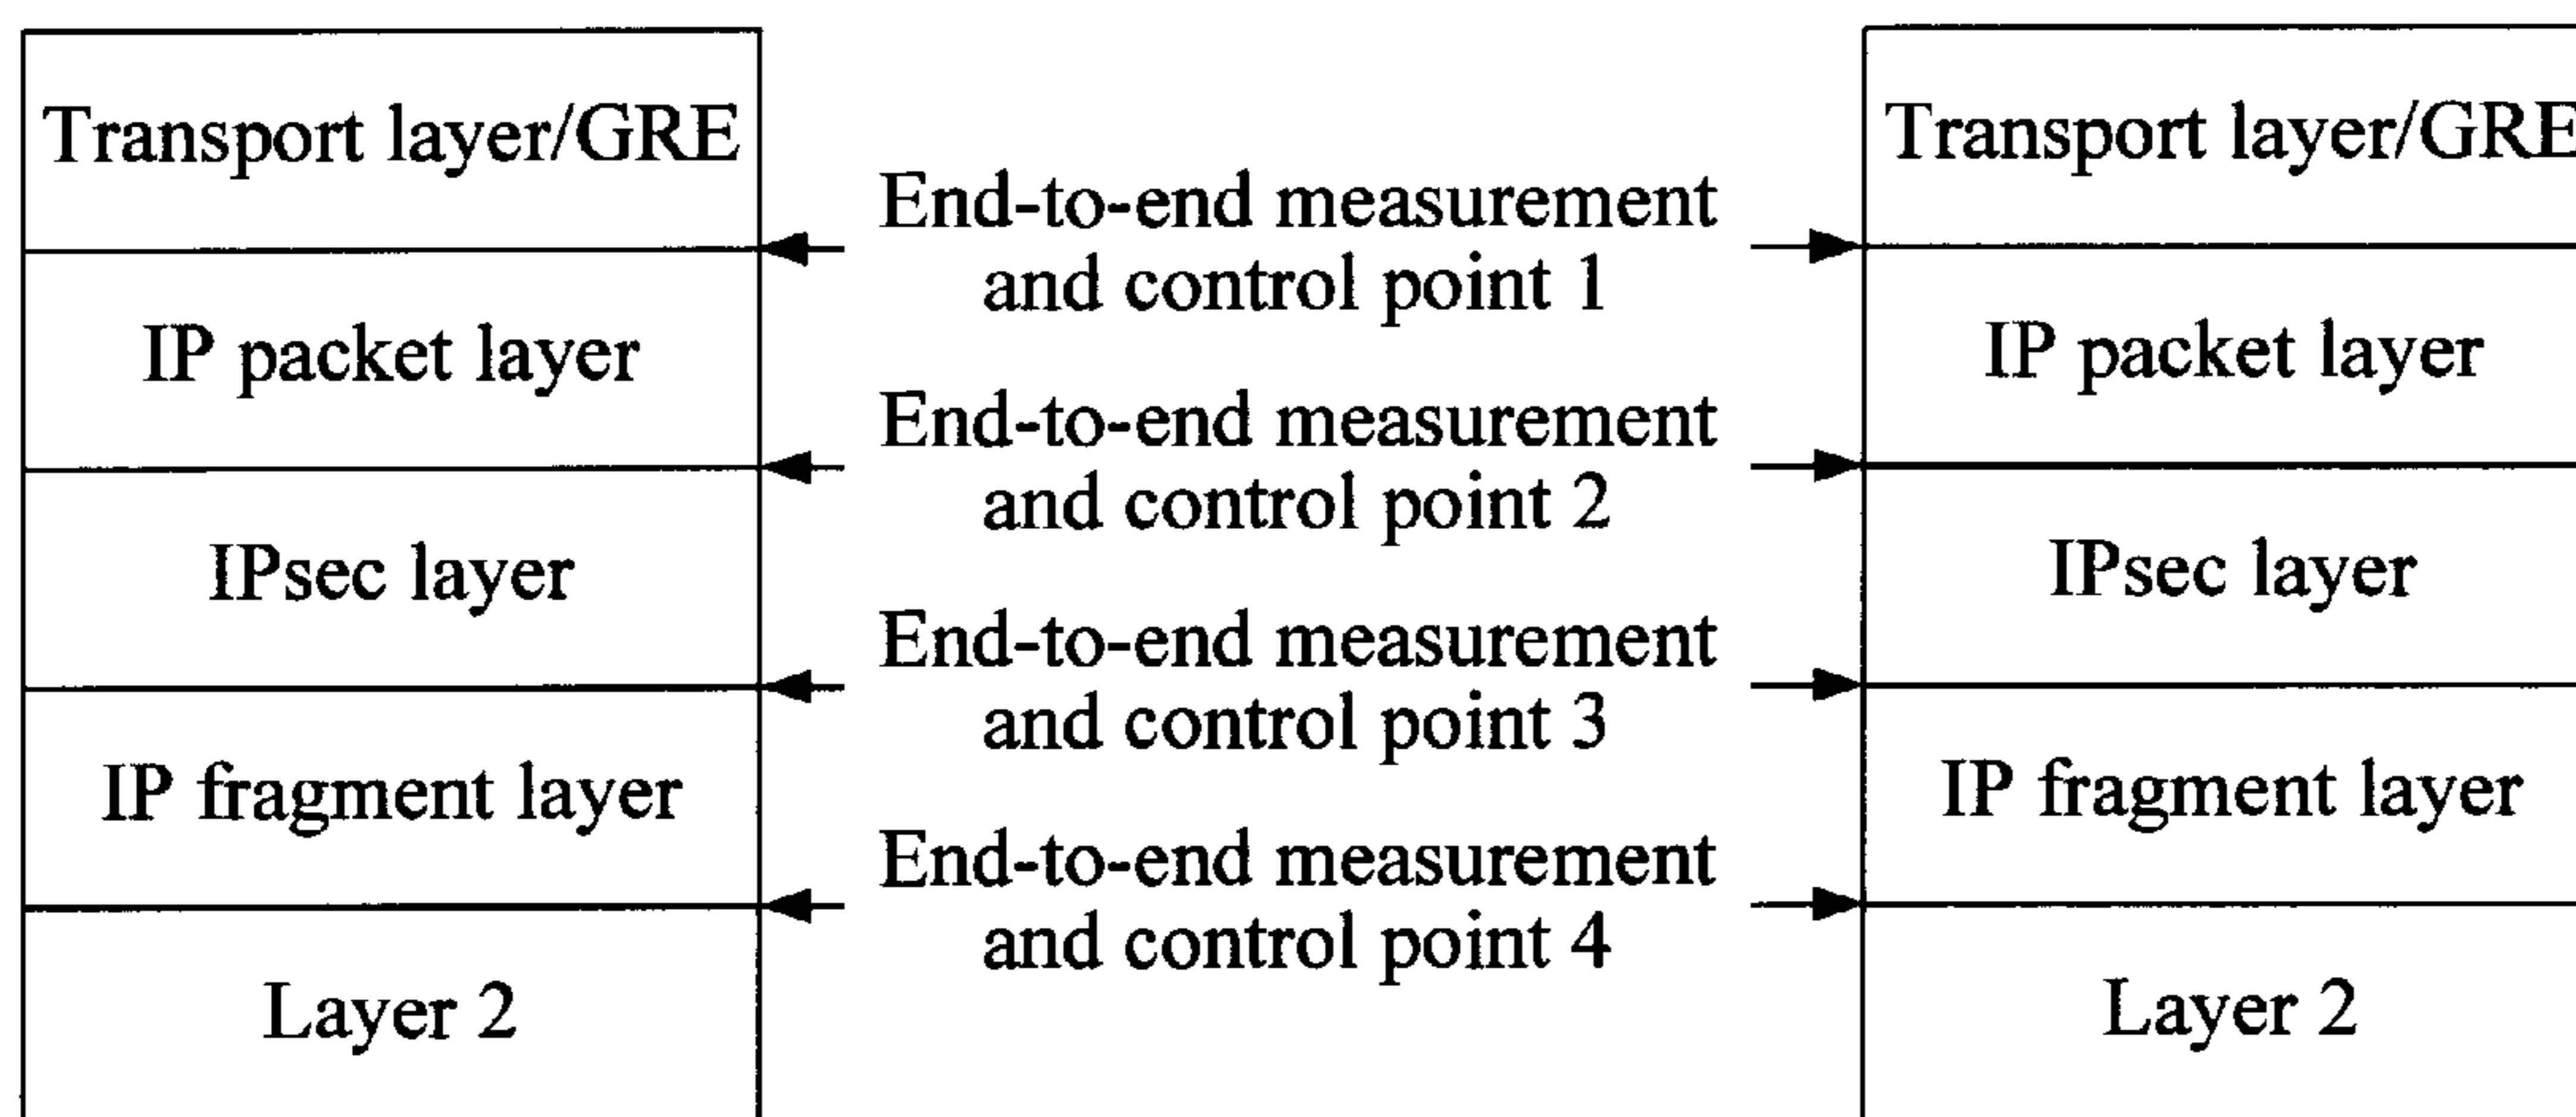 Transport layer/GRE
IP packet layer
IPsec layer
IP fragment layer
Layer 2
End-to-end measurement
and control point 1
End-to-end measurement
and control point 2
End-to-end measurement
and control point 3
End-to-end measurement
and control point 4
Transport layer/GRE
IP packet layer
IPsec layer
IP fragment layer
Layer 2